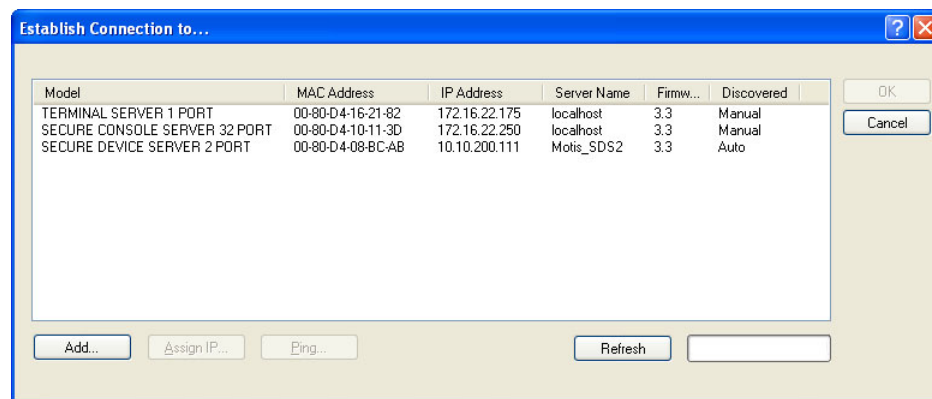 Establish Connection to...
Model MAC Address IP Address Server Name Firmw... Discovered
TERMINAL SERVER 1 PORT 00-80-D4-16-21-82 172.16.22.175 localhost 3.3 Manual
SECURE CONSOLE SERVER 32 PORT 00-80-D4-10-11-3D 172.16.22.250 localhost 3.3 Manual
SECURE DEVICE SERVER 2 PORT 00-80-D4-08-BC-AB 10.10.200.111 Motis_SDS2 3.3 Auto
OK
Cancel
Add... Assign IP... Ping... Refresh